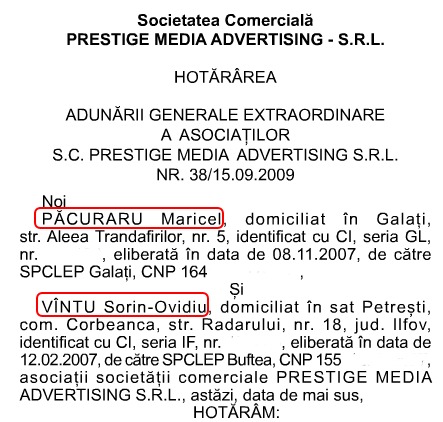 Societatea Comercială
PRESTIGE MEDIA ADVERTISING - S.R.L.
HOTĂRÂREA
ADUNĂRII GENERALE EXTRAORDINARE
A ASOCIAȚILOR
S.C. PRESTIGE MEDIA ADVERTISING S.R.L.
NR. 38/15.09.2009
Noi
PĂCURARU Maricel, domiciliat în Galați,
str. Aleea Trandafirilor, nr. 5, identificat cu CI, seria GL,
nr. , eliberată în data de 08.11.2007, de către
SPCLEP Galați, CNP 164 ,
Și
VÎNTU Sorin-Ovidiu, domiciliat în sat Petrești,
com. Corbeanca, str. Radarului, nr. 18, jud. Ilfov,
identificat cu CI, seria IF, nr. , eliberată în data de
12.02.2007, de către SPCLEP Buftea, CNP 155 ,
asociații societății comerciale PRESTIGE MEDIA
ADVERTISING S.R.L., astăzi, data de mai sus,
HOTĂRÂM: